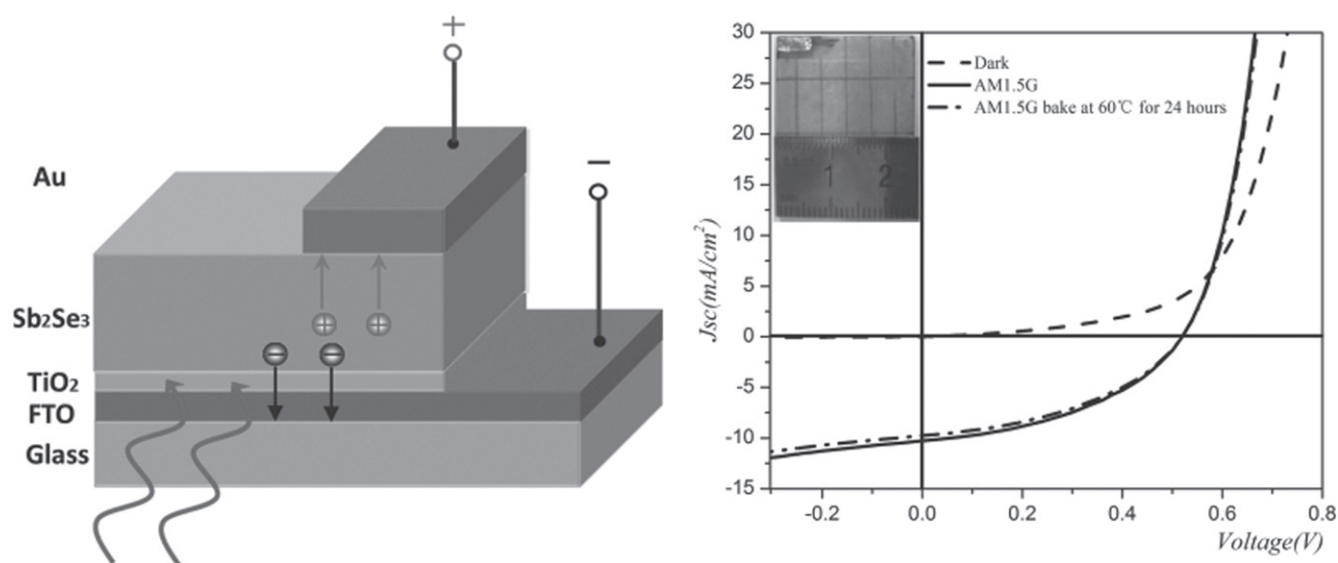 +
−
Au
Sb₂Se₃
TiO₂
FTO
Glass
Jsc(mA/cm²)
30
25
20
15
10
5
0
-5
-10
-15
1 2
Dark
AM1.5G
AM1.5G bake at 60℃ for 24 hours
-0.2 0.0 0.2 0.4 0.6 0.8
Voltage(V)